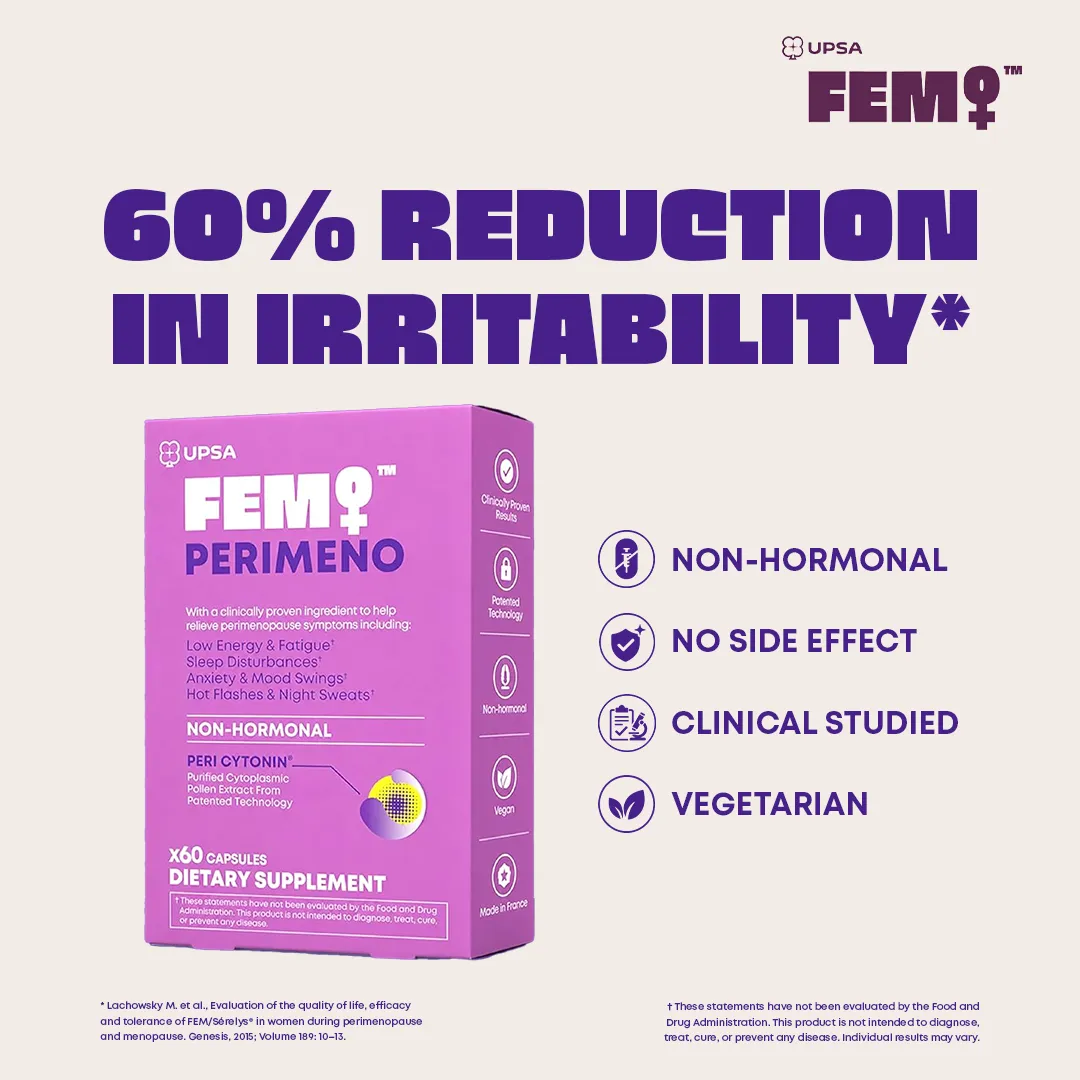 UPSA
FEM™
60% REDUCTION
IN IRRITABILITY*
UPSA
FEM™
PERIMENO
With a clinically proven ingredient to help
relieve perimenopause symptoms including:
Low Energy & Fatigue†
Sleep Disturbances†
Anxiety & Mood Swings†
Hot Flashes & Night Sweats†
NON-HORMONAL
PERI CYTONIN®
Purified Cytoplasmic
Pollen Extract From
Patented Technology
x60 CAPSULES
DIETARY SUPPLEMENT
† These statements have not been evaluated by the Food and Drug
Administration. This product is not intended to diagnose, treat, cure,
or prevent any disease.
Clinically Proven
Results
Patented
Technology
Non-hormonal
Vegan
Made in France
NON-HORMONAL
NO SIDE EFFECT
CLINICAL STUDIED
VEGETARIAN
* Lachowsky M. et al., Evaluation of the quality of life, efficacy
and tolerance of FEM/Sérelys® in women during perimenopause
and menopause. Genesis, 2015; Volume 189: 10–13.
† These statements have not been evaluated by the Food and
Drug Administration. This product is not intended to diagnose,
treat, cure, or prevent any disease. Individual results may vary.